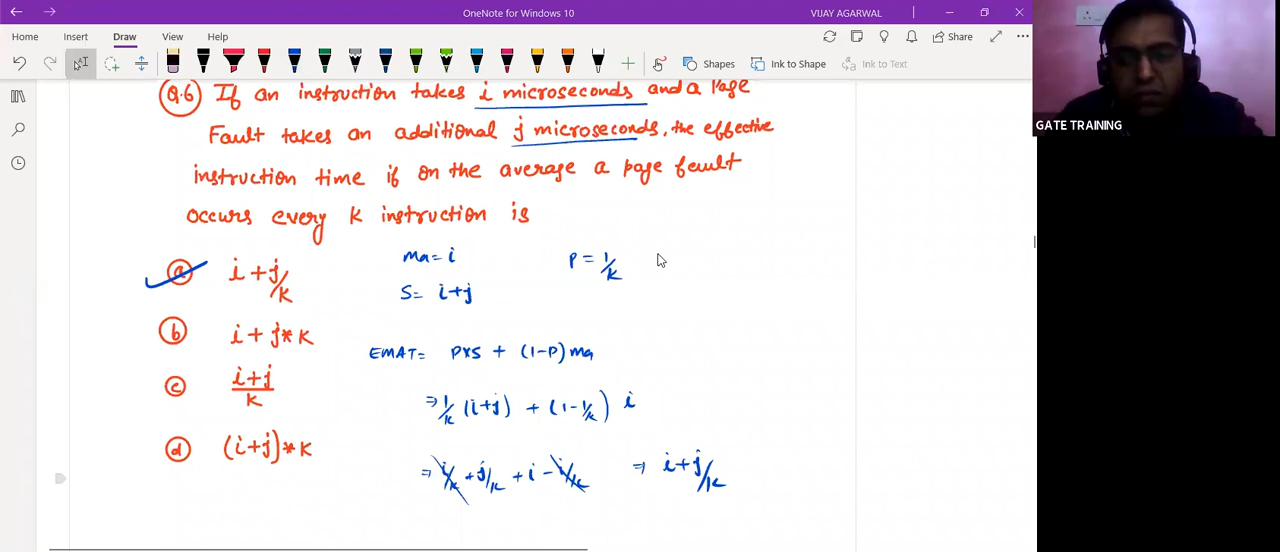 OneNote for Windows 10
VIJAY AGARWAL
Home Insert Draw View Help
Share
Shapes Ink to Shape Ink to Text
GATE TRAINING
Q.6 If an instruction takes i microseconds and a Page
Fault takes an additional j microseconds, the effective
instruction time if on the average a page fault
occurs every k instruction is
a i + j/k
b i + j * k
c i+j/k
d (i+j) * k
ma = i P = 1/k
S = i+j
EMAT = P×S + (1-P) ma
⇒ 1/k (i+j) + (1-1/k) i
⇒ i/k + j/k + i - i/k ⇒ i + j/k